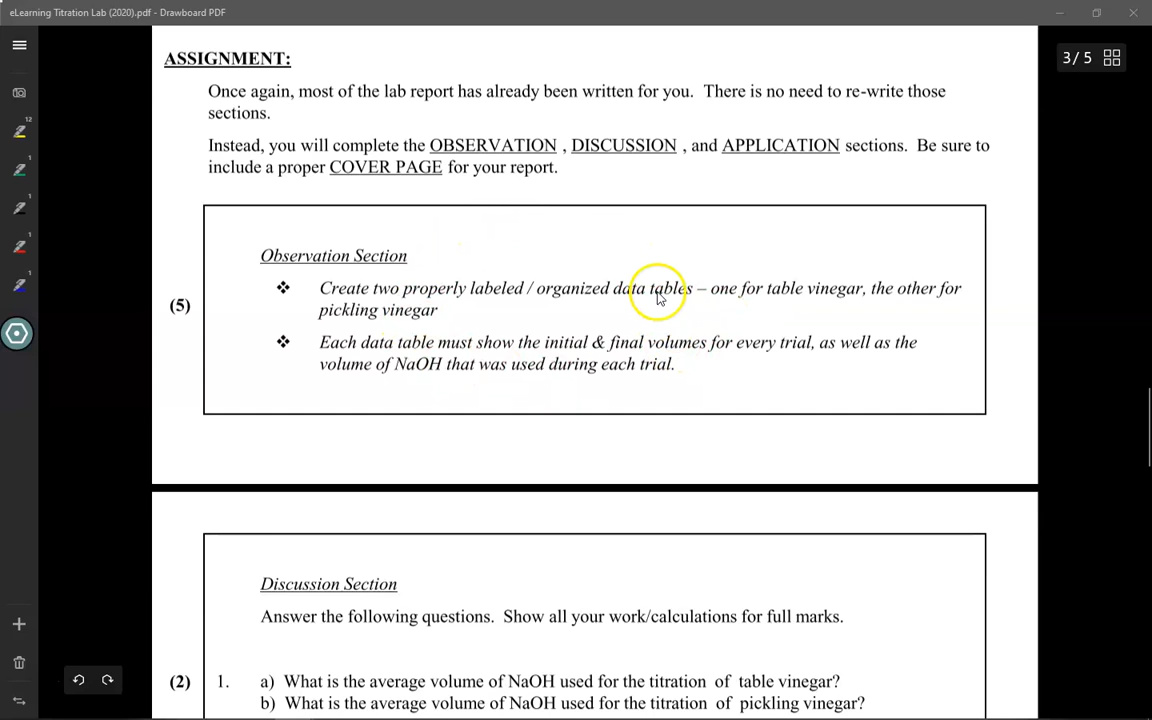 eLearning Titration Lab (2020).pdf - Drawboard PDF
3 / 5
12
1
1
1
1
ASSIGNMENT:
Once again, most of the lab report has already been written for you. There is no need to re-write those
sections.
Instead, you will complete the OBSERVATION , DISCUSSION , and APPLICATION sections. Be sure to
include a proper COVER PAGE for your report.
Observation Section
❖ Create two properly labeled / organized data tables – one for table vinegar, the other for
pickling vinegar
(5)
❖ Each data table must show the initial & final volumes for every trial, as well as the
volume of NaOH that was used during each trial.
Discussion Section
Answer the following questions. Show all your work/calculations for full marks.
(2) 1. a) What is the average volume of NaOH used for the titration of table vinegar?
b) What is the average volume of NaOH used for the titration of pickling vinegar?